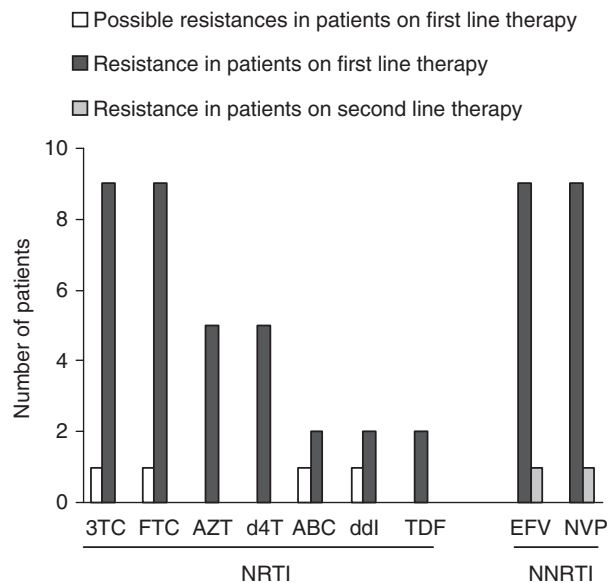 Possible resistances in patients on first line therapy
Resistance in patients on first line therapy
Resistance in patients on second line therapy
Number of patients
10
8
6
4
2
0
3TC FTC AZT d4T ABC ddI TDF EFV NVP
NRTI NNRTI